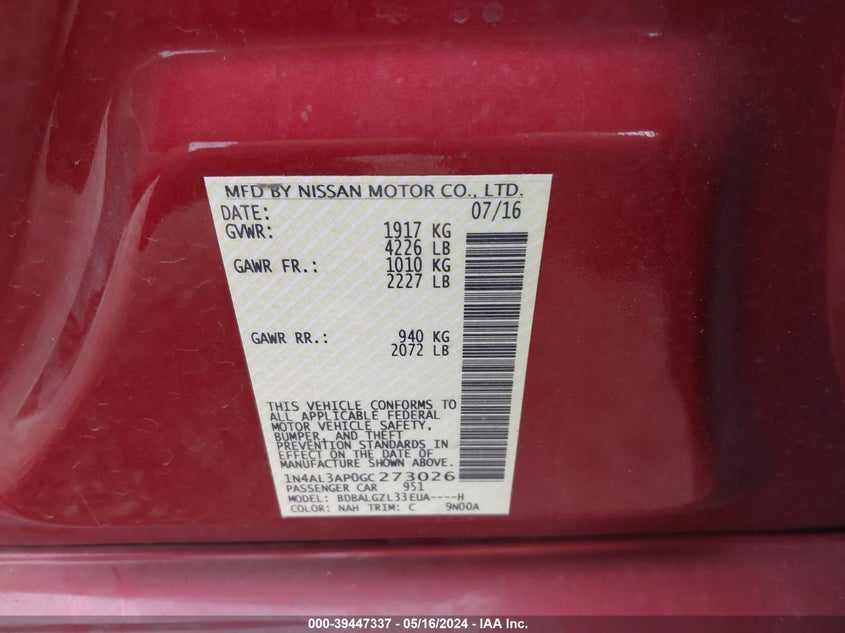 MFD BY NISSAN MOTOR CO., LTD.
DATE: 07/16
GVWR: 1917 KG
4226 LB
GAWR FR.: 1010 KG
2227 LB
GAWR RR.: 940 KG
2072 LB
THIS VEHICLE CONFORMS TO
ALL APPLICABLE FEDERAL
MOTOR VEHICLE SAFETY,
BUMPER, AND THEFT
PREVENTION STANDARDS IN
EFFECT ON THE DATE OF
MANUFACTURE SHOWN ABOVE.
1N4AL3AP0GC273026
PASSENGER CAR 951
MODEL: BDBALGZL33EUA----H
COLOR: NAH TRIM: C 9N00A
000-39447337 - 05/16/2024 - IAA Inc.